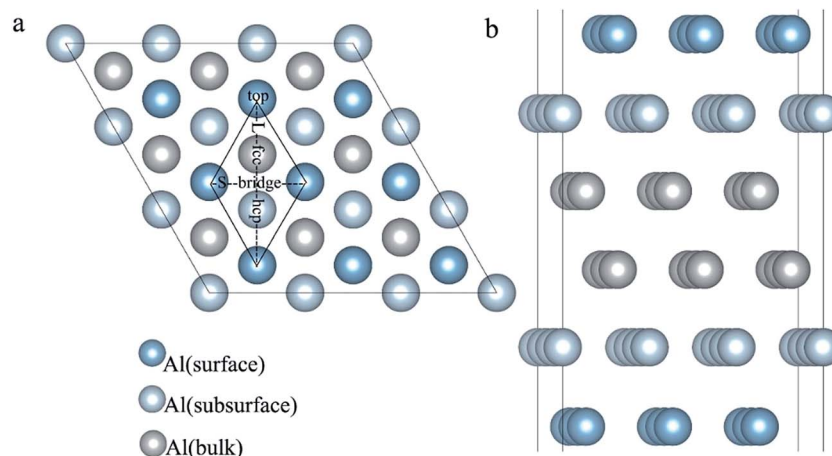 a
b
top
L
fcc
S
bridge
hcp
Al(surface)
Al(subsurface)
Al(bulk)